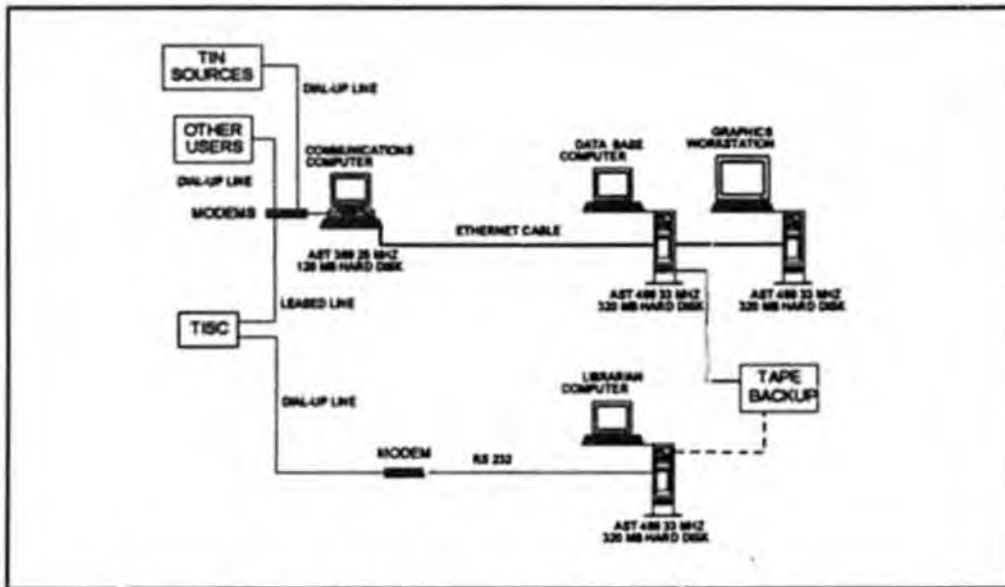 TIN
SOURCES
DIAL-UP LINE
OTHER
USERS
COMMUNICATIONS
COMPUTER
DATA BASE
COMPUTER
GRAPHICS
WORKSTATION
DIAL-UP LINE
MODEMS
ETHERNET CABLE
AST 386 25 MHZ
120 MB HARD DISK
AST 486 33 MHZ
320 MB HARD DISK
AST 486 33 MHZ
320 MB HARD DISK
LEASED LINE
TISC
LIBRARIAN
COMPUTER
TAPE
BACKUP
DIAL-UP LINE
MODEM
RS 232
AST 486 33 MHZ
320 MB HARD DISK